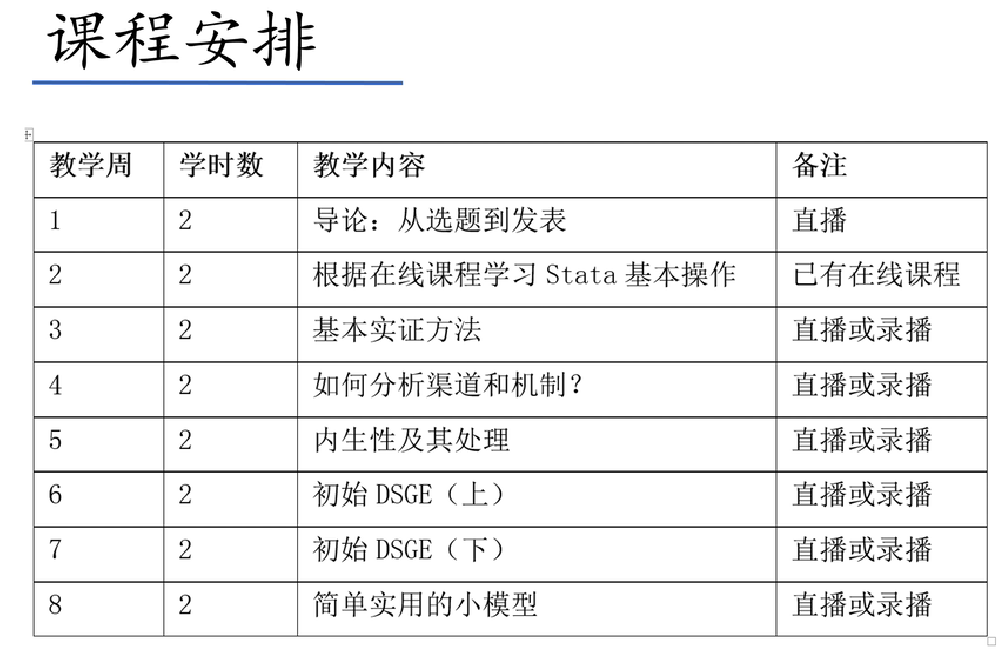 课程安排
教学周 学时数 教学内容 备注
1 2 导论：从选题到发表 直播
2 2 根据在线课程学习 Stata 基本操作 已有在线课程
3 2 基本实证方法 直播或录播
4 2 如何分析渠道和机制？ 直播或录播
5 2 内生性及其处理 直播或录播
6 2 初始 DSGE（上） 直播或录播
7 2 初始 DSGE（下） 直播或录播
8 2 简单实用的小模型 直播或录播